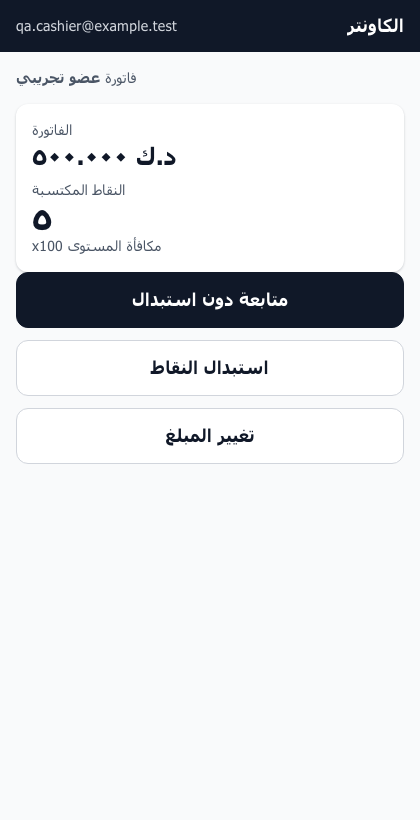 الكاونتر
qa.cashier@example.test
فاتورة عضو تجريبي
الفاتورة
د.ك ٥٠٠.٠٠٠
النقاط المكتسبة
٥
مكافأة المستوى x100
متابعة دون استبدال
استبدال النقاط
تغيير المبلغ